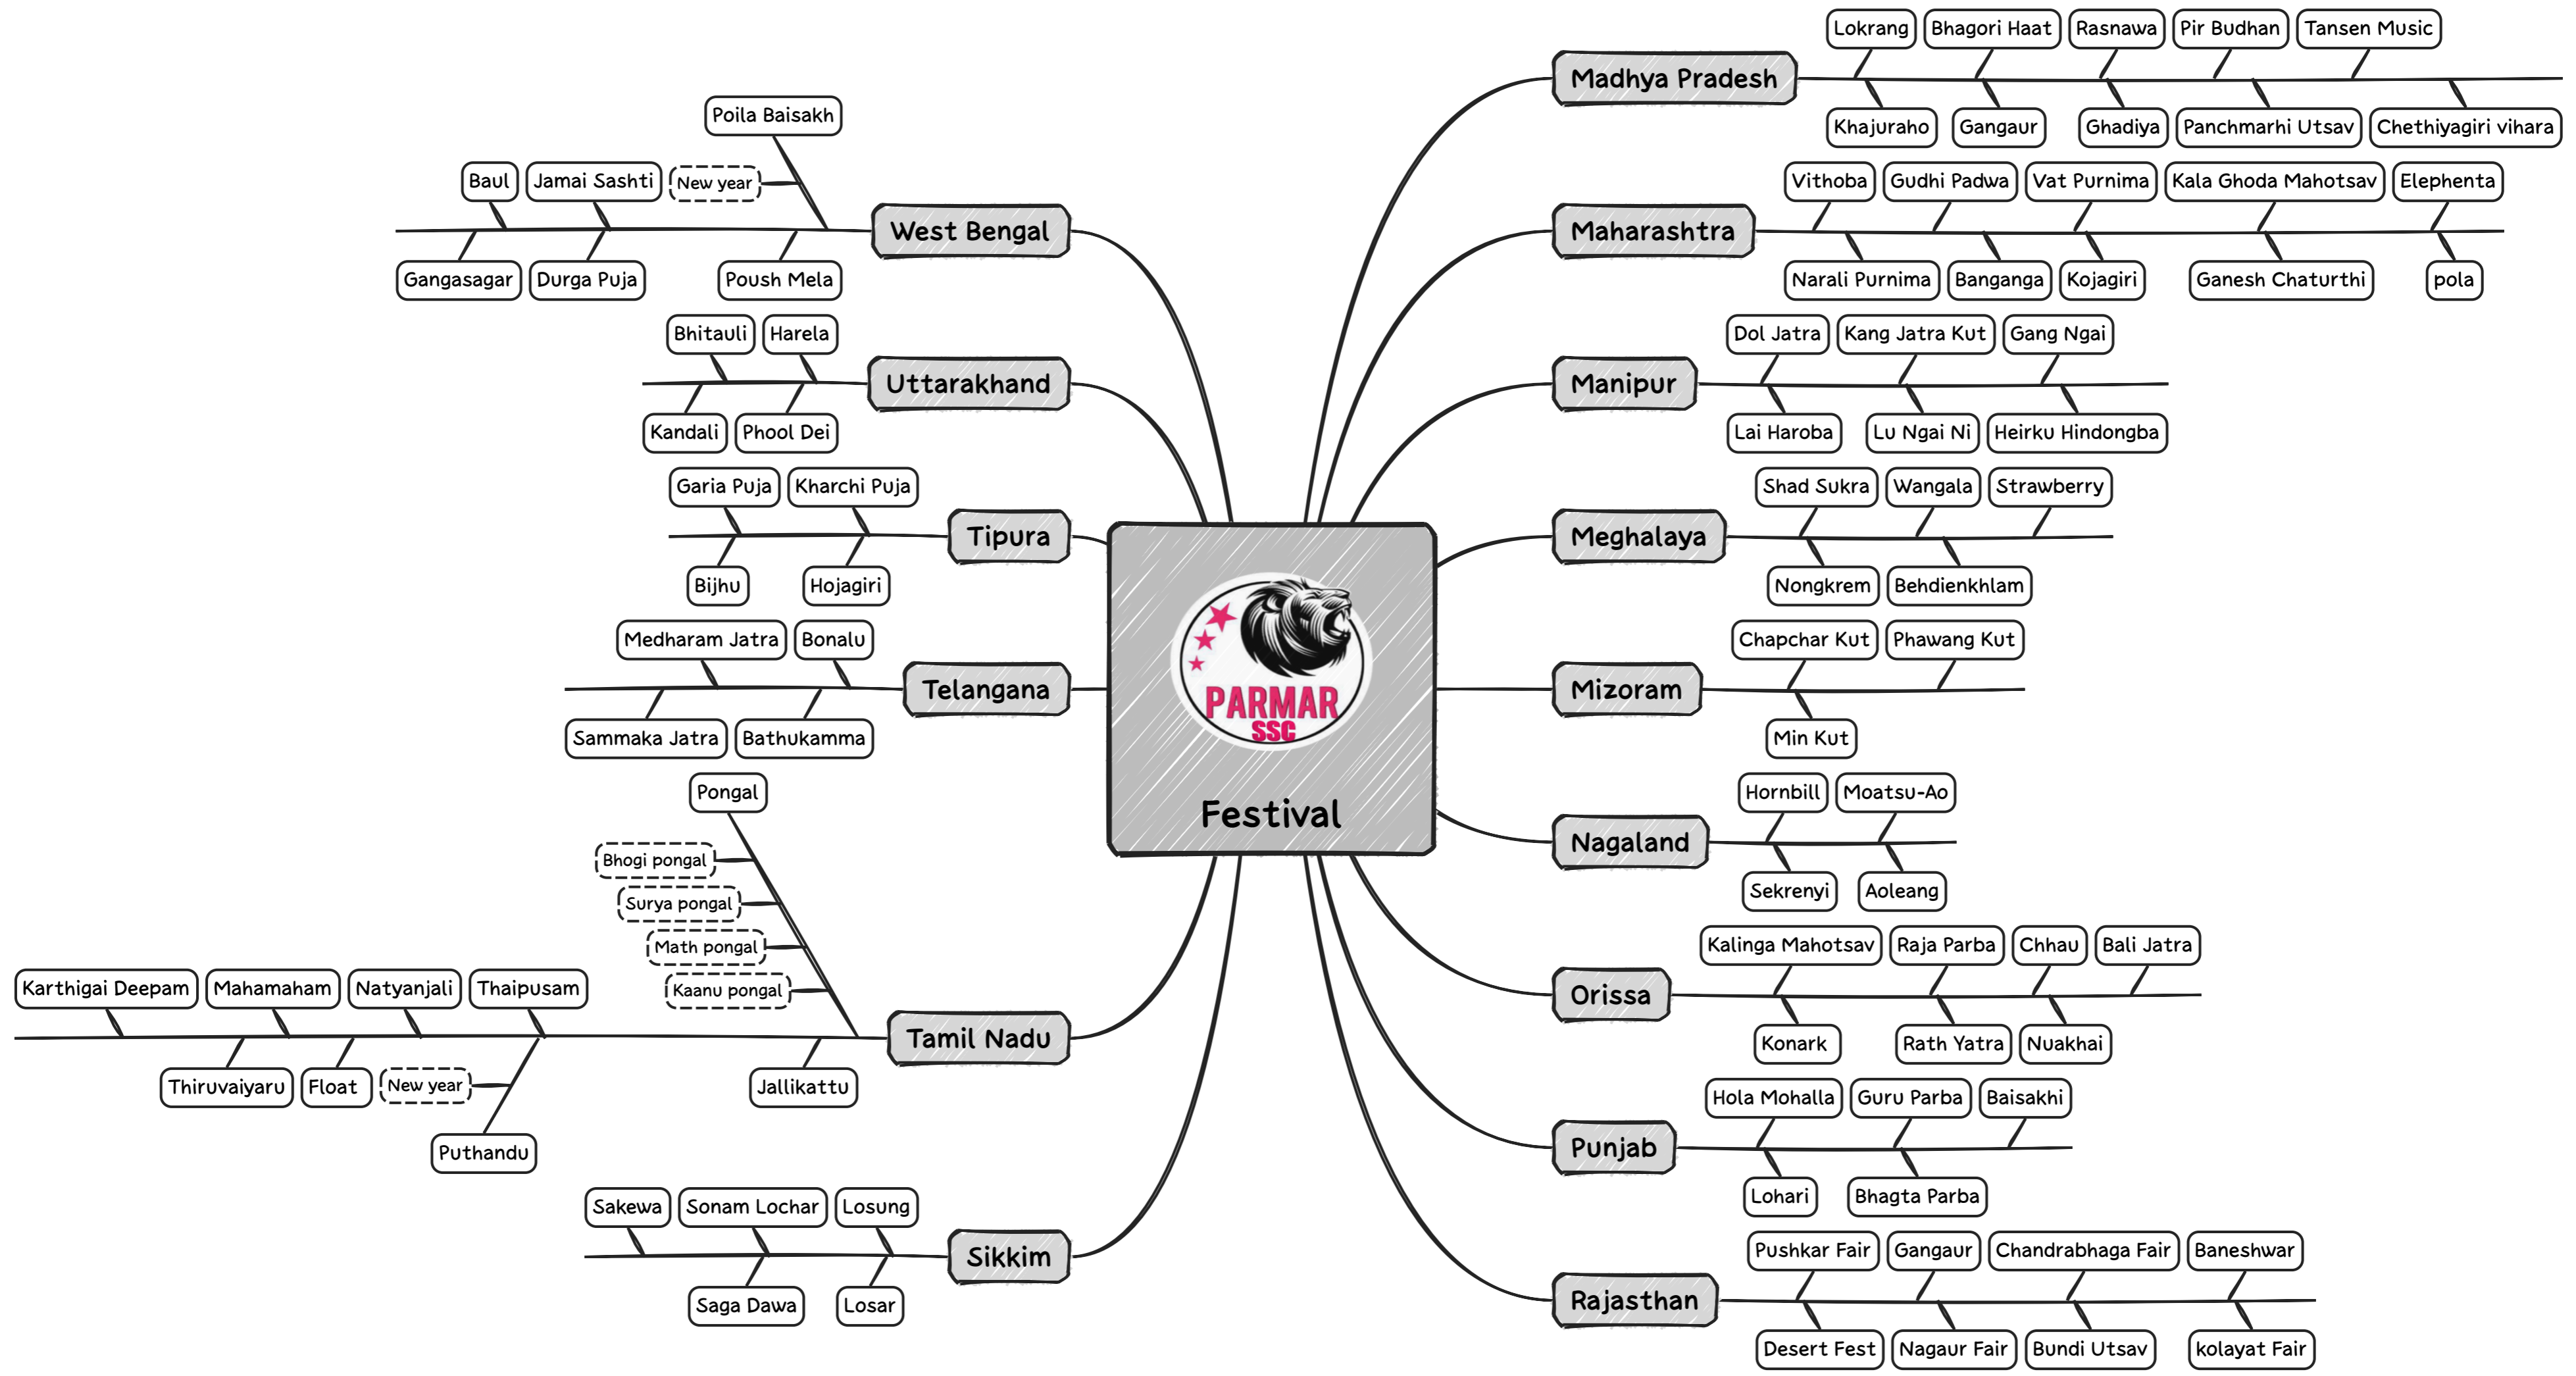 PARMAR
SSC
Festival
Madhya Pradesh
Lokrang
Bhagori Haat
Rasnawa
Pir Budhan
Tansen Music
Khajuraho
Gangaur
Ghadiya
Panchmarhi Utsav
Chethiyagiri vihara
Maharashtra
Vithoba
Gudhi Padwa
Vat Purnima
Kala Ghoda Mahotsav
Elephenta
Narali Purnima
Banganga
Kojagiri
Ganesh Chaturthi
pola
Manipur
Dol Jatra
Kang Jatra Kut
Gang Ngai
Lai Haroba
Lu Ngai Ni
Heirku Hindongba
Meghalaya
Shad Sukra
Wangala
Strawberry
Nongkrem
Behdienkhlam
Mizoram
Chapchar Kut
Phawang Kut
Min Kut
Nagaland
Hornbill
Moatsu-Ao
Sekrenyi
Aoleang
Orissa
Kalinga Mahotsav
Raja Parba
Chhau
Bali Jatra
Konark
Rath Yatra
Nuakhai
Punjab
Hola Mohalla
Guru Parba
Baisakhi
Lohari
Bhagta Parba
Rajasthan
Pushkar Fair
Gangaur
Chandrabhaga Fair
Baneshwar
Desert Fest
Nagaur Fair
Bundi Utsav
kolayat Fair
West Bengal
Poila Baisakh
New year
Baul
Jamai Sashti
Gangasagar
Durga Puja
Poush Mela
Uttarakhand
Bhitauli
Harela
Kandali
Phool Dei
Tipura
Garia Puja
Kharchi Puja
Bijhu
Hojagiri
Telangana
Medharam Jatra
Bonalu
Sammaka Jatra
Bathukamma
Tamil Nadu
Pongal
Bhogi pongal
Surya pongal
Math pongal
Kaanu pongal
Karthigai Deepam
Mahamaham
Natyanjali
Thaipusam
Thiruvaiyaru
Float
New year
Puthandu
Jallikattu
Sikkim
Sakewa
Sonam Lochar
Losung
Saga Dawa
Losar